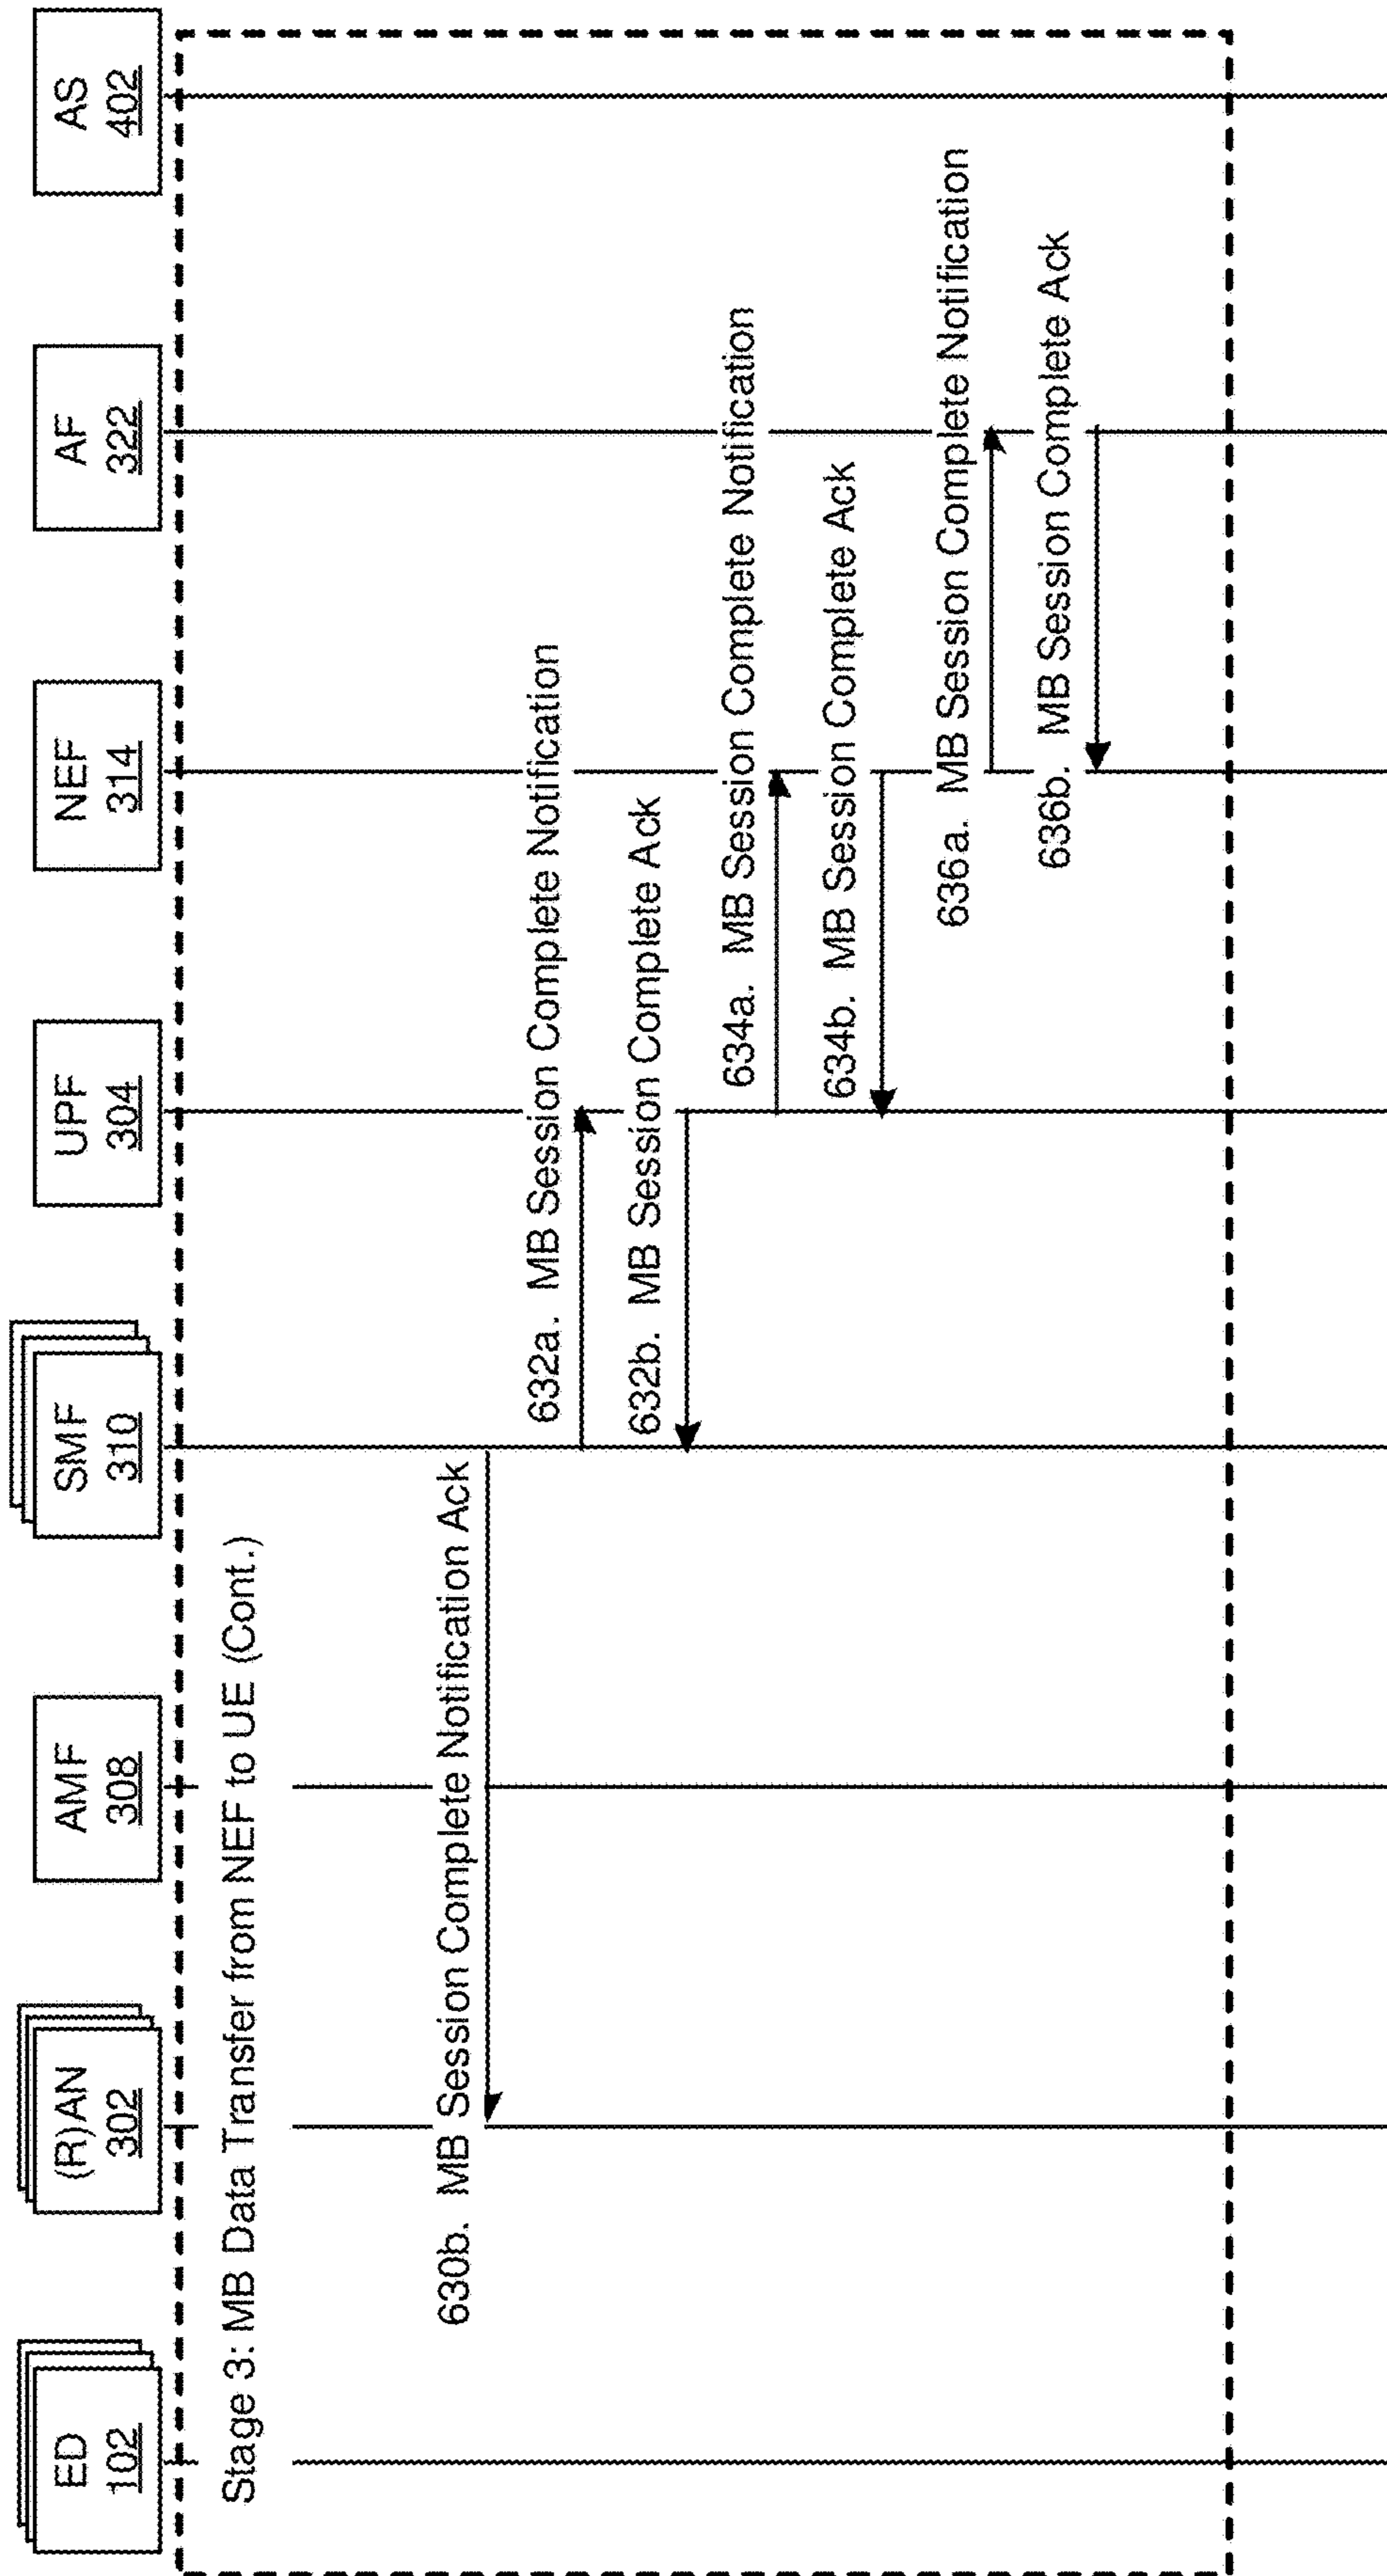 ED
102
(R)AN
302
AMF
308
SMF
310
UPF
304
NEF
314
AF
322
AS
402
Stage 3: MB Data Transfer from NEF to UE (Cont.)
630b. MB Session Complete Notification Ack
632a. MB Session Complete Notification
632b. MB Session Complete Ack
634a. MB Session Complete Notification
634b. MB Session Complete Ack
636a. MB Session Complete Notification
636b. MB Session Complete Ack